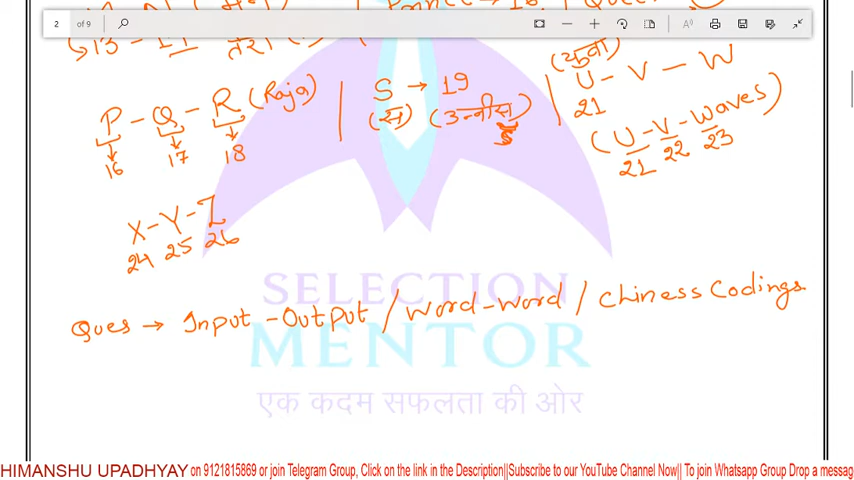 2 of 9
13 - 14 तेरा
P - Q - R (Raja) | S → 19 | U - V - W
16 17 18 (स) (उन्नीस) 21
S (U - V - Waves)
21 22 23
X - Y - Z
24 25 26
SELECTION
Ques → Input - Output / Word - Word / Chiness Codings.
MENTOR
एक कदम सफलता की ओर
HIMANSHU UPADHYAY on 9121815869 or join Telegram Group, Click on the link in the Description||Subscribe to our YouTube Channel Now|| To join Whatsapp Group Drop a messag